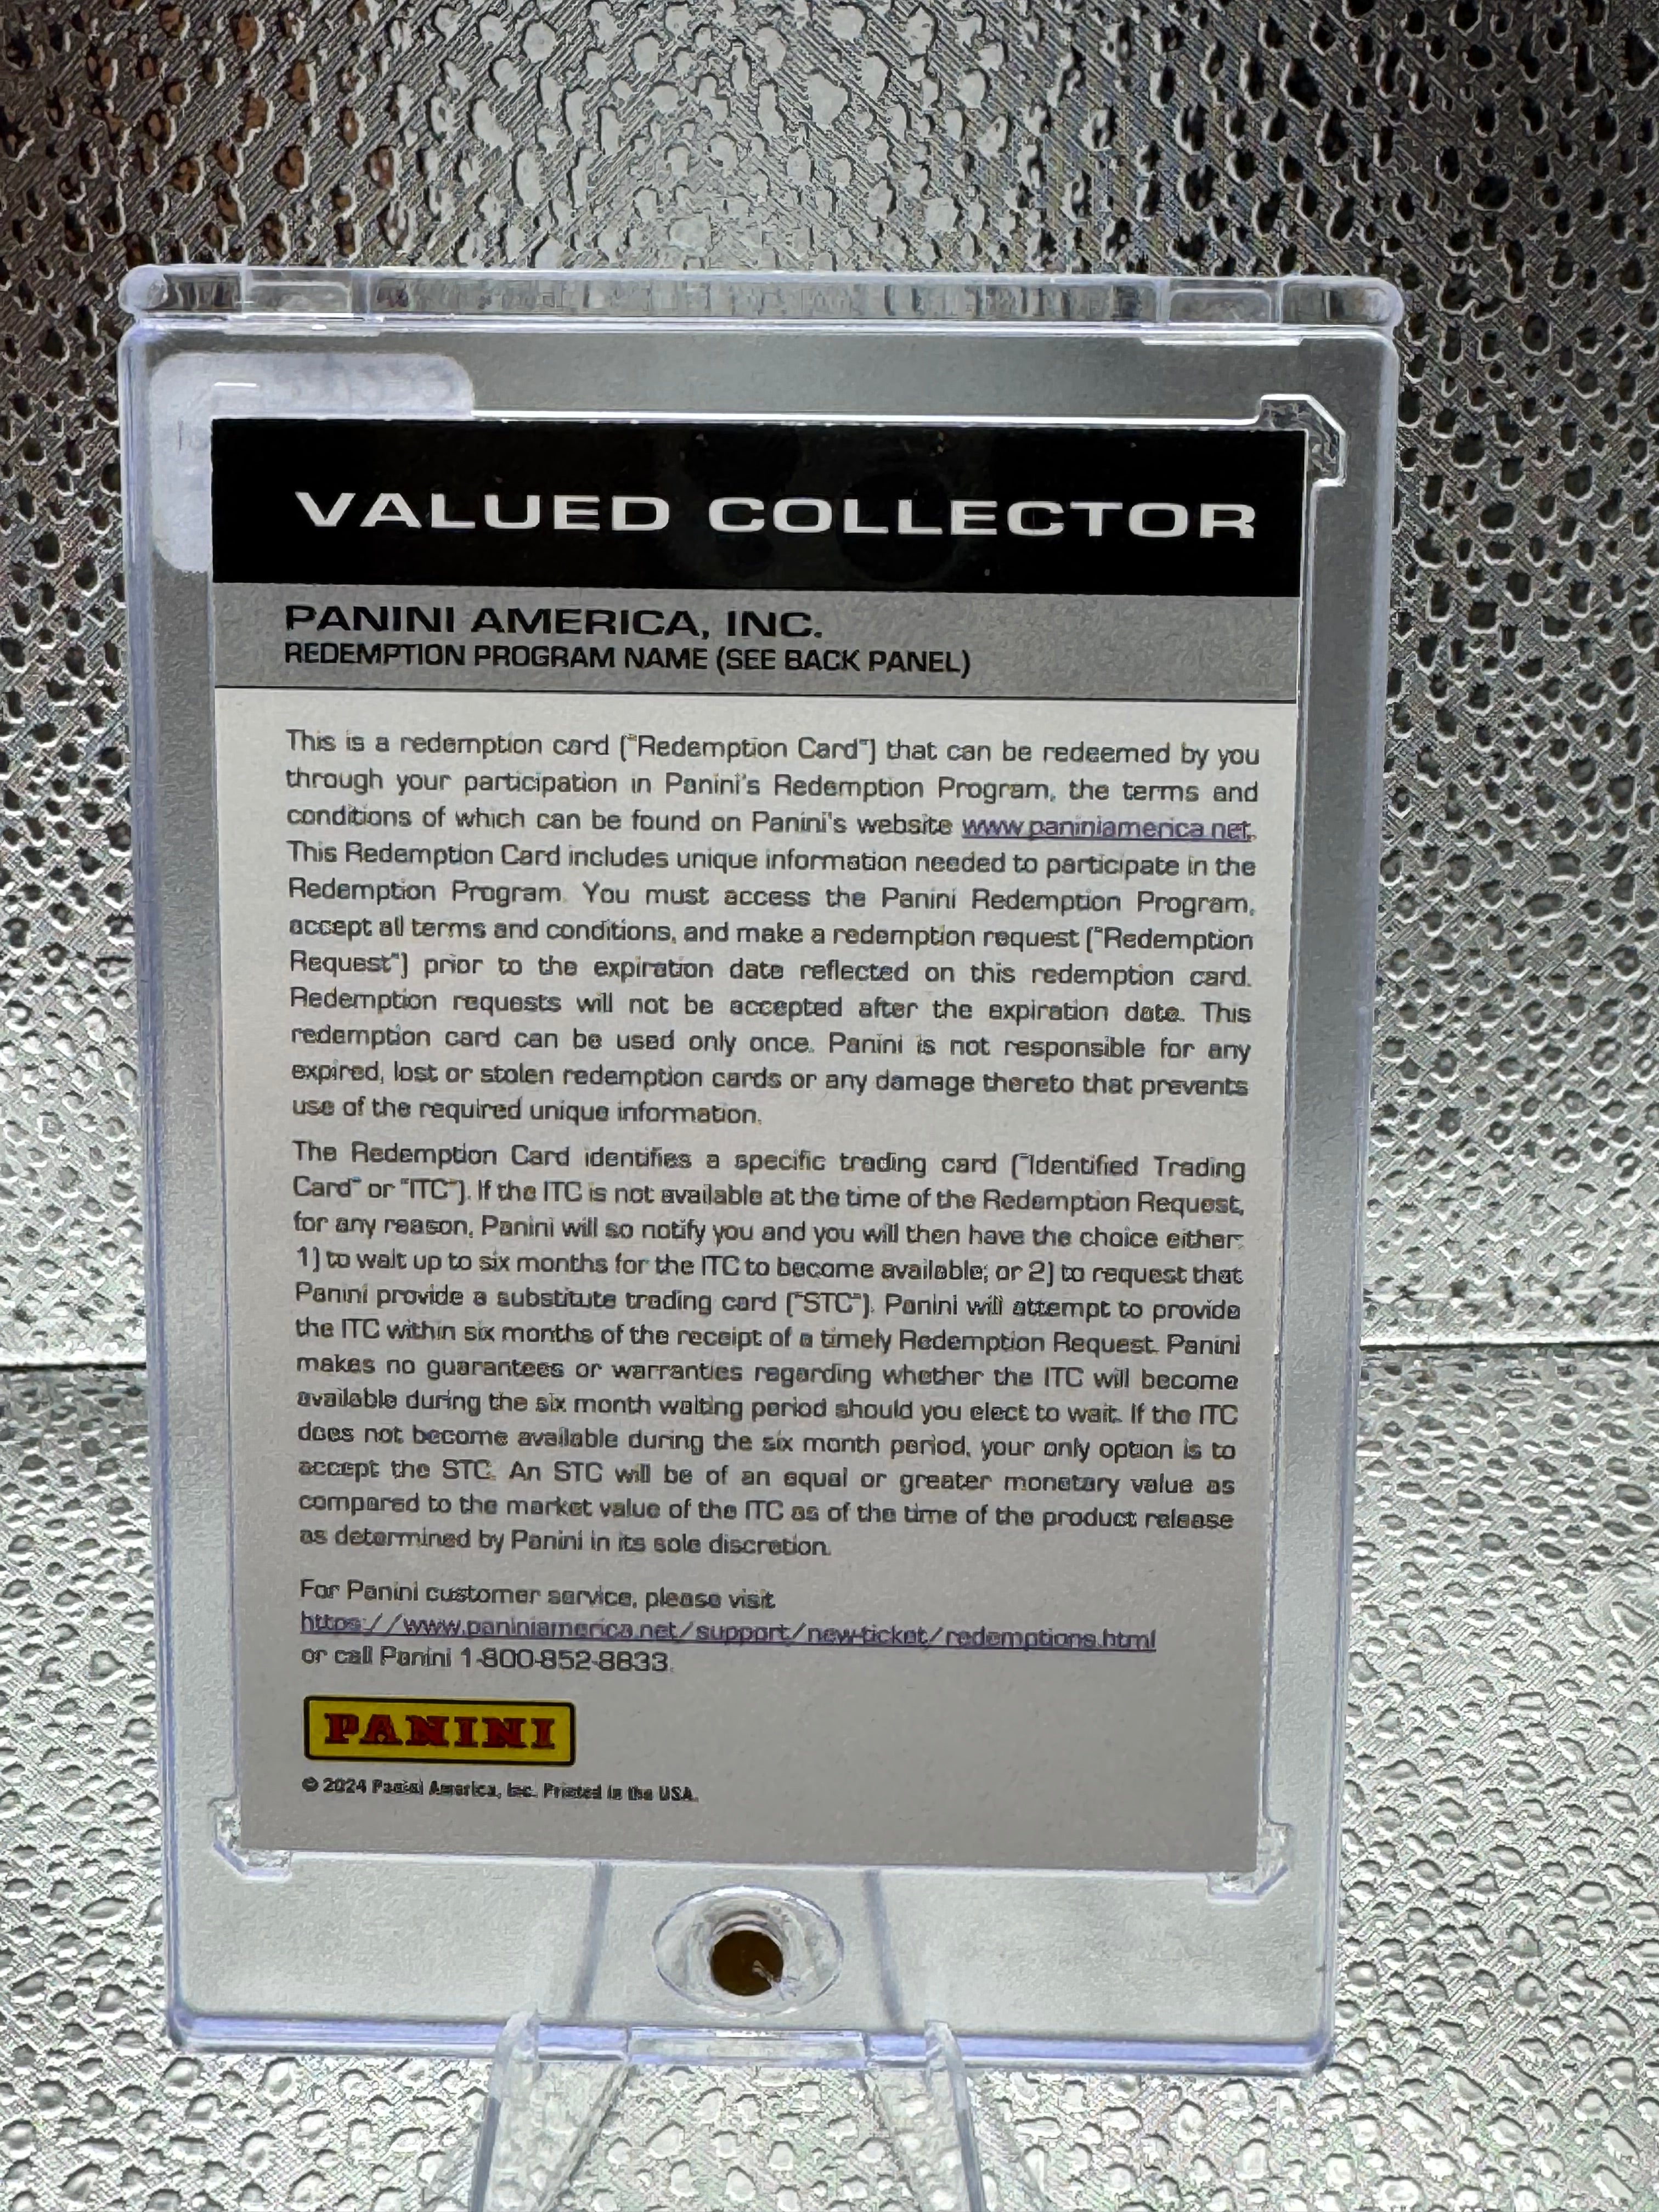 VALUED COLLECTOR
PANINI AMERICA, INC.
REDEMPTION PROGRAM NAME (SEE BACK PANEL)
This is a redemption card ("Redemption Card") that can be redeemed by you
through your participation in Panini's Redemption Program, the terms and
conditions of which can be found on Panini's website www.paniniamerica.net.
This Redemption Card includes unique information needed to participate in the
Redemption Program. You must access the Panini Redemption Program,
accept all terms and conditions, and make a redemption request ("Redemption
Request") prior to the expiration date reflected on this redemption card.
Redemption requests will not be accepted after the expiration date. This
redemption card can be used only once. Panini is not responsible for any
expired, lost or stolen redemption cards or any damage thereto that prevents
use of the required unique information.
The Redemption Card identifies a specific trading card ("Identified Trading
Card" or "ITC"). If the ITC is not available at the time of the Redemption Request,
for any reason, Panini will so notify you and you will then have the choice either:
1) to wait up to six months for the ITC to become available; or 2) to request that
Panini provide a substitute trading card ("STC"). Panini will attempt to provide
the ITC within six months of the receipt of a timely Redemption Request. Panini
makes no guarantees or warranties regarding whether the ITC will become
available during the six month waiting period should you elect to wait. If the ITC
does not become available during the six month period, your only option is to
accept the STC. An STC will be of an equal or greater monetary value as
compared to the market value of the ITC as of the time of the product release
as determined by Panini in its sole discretion.
For Panini customer service, please visit
https://www.paniniamerica.net/support/new-ticket/redemptions.html
or call Panini 1-800-852-8833.
PANINI
© 2024 Panini America, Inc. Printed in the USA.